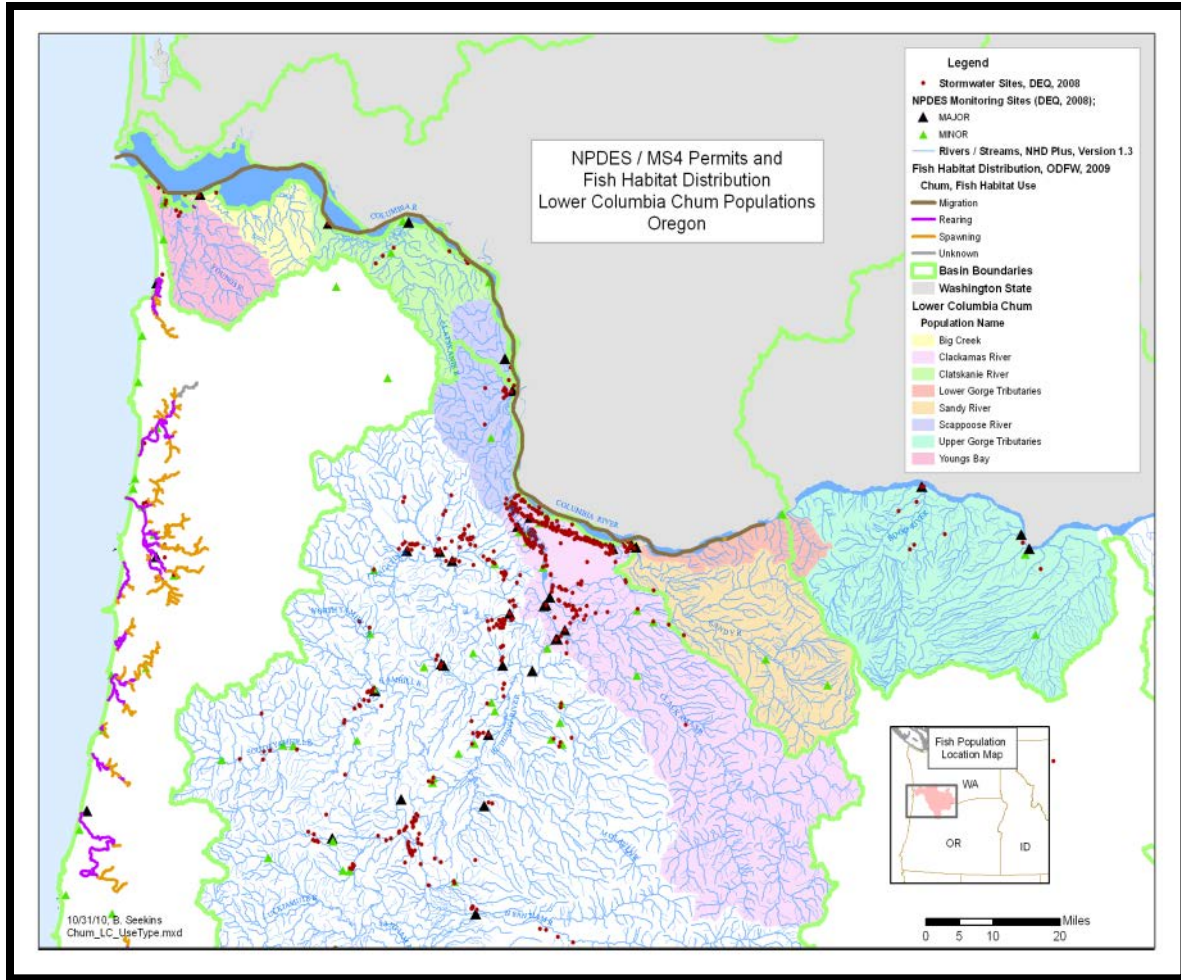 NPDES / MS4 Permits and
Fish Habitat Distribution
Lower Columbia Chum Populations
Oregon
Legend
Stormwater Sites, DEQ, 2008
NPDES Monitoring Sites (DEQ, 2008);
MAJOR
MINOR
Rivers / Streams, NHD Plus, Version 1.3
Fish Habitat Distribution, ODFW, 2009
Chum, Fish Habitat Use
Migration
Rearing
Spawning
Unknown
Basin Boundaries
Washington State
Lower Columbia Chum
Population Name
Big Creek
Clackamas River
Clatskanie River
Lower Gorge Tributaries
Sandy River
Scappoose River
Upper Gorge Tributaries
Youngs Bay
COLUMBIA R
CLATSKANIE R
COLUMBIA RIVER
HOOD RIVER
SANDY R
Fish Population
Location Map
WA
OR
ID
10/31/10, B. Seekins
Chum_LC_UseType.mxd
Miles
0 5 10 20